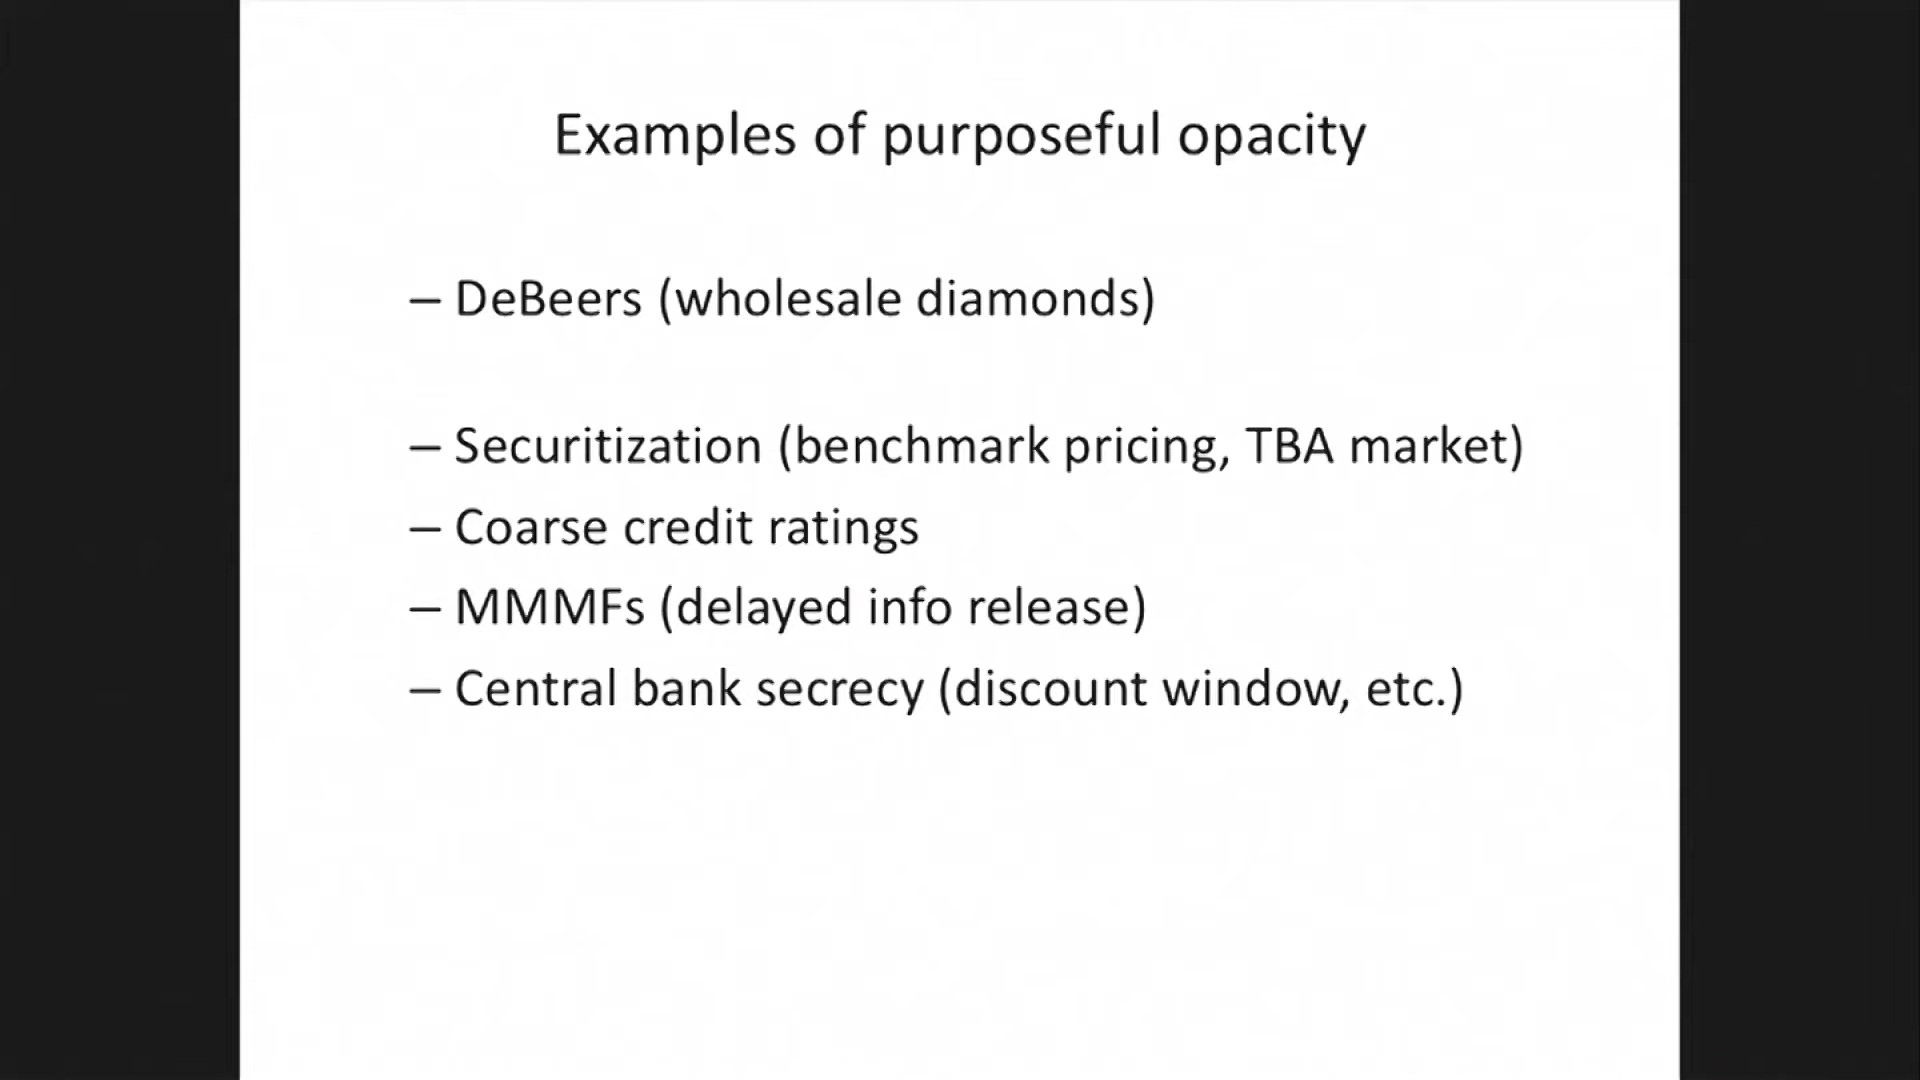 Examples of purposeful opacity
– DeBeers (wholesale diamonds)
– Securitization (benchmark pricing, TBA market)
– Coarse credit ratings
– MMMFs (delayed info release)
– Central bank secrecy (discount window, etc.)